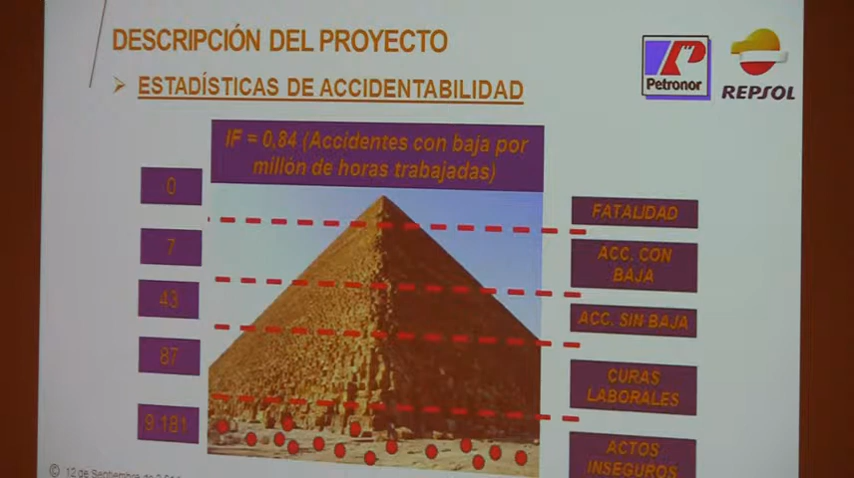 DESCRIPCIÓN DEL PROYECTO
➢ ESTADÍSTICAS DE ACCIDENTABILIDAD
Petronor
REPSOL
IF = 0,84 (Accidentes con baja por
millón de horas trabajadas)
0
FATALIDAD
7
ACC. CON
BAJA
43
ACC. SIN BAJA
87
CURAS
LABORALES
9.181
ACTOS
INSEGUROS
© 12 de Septiembre de